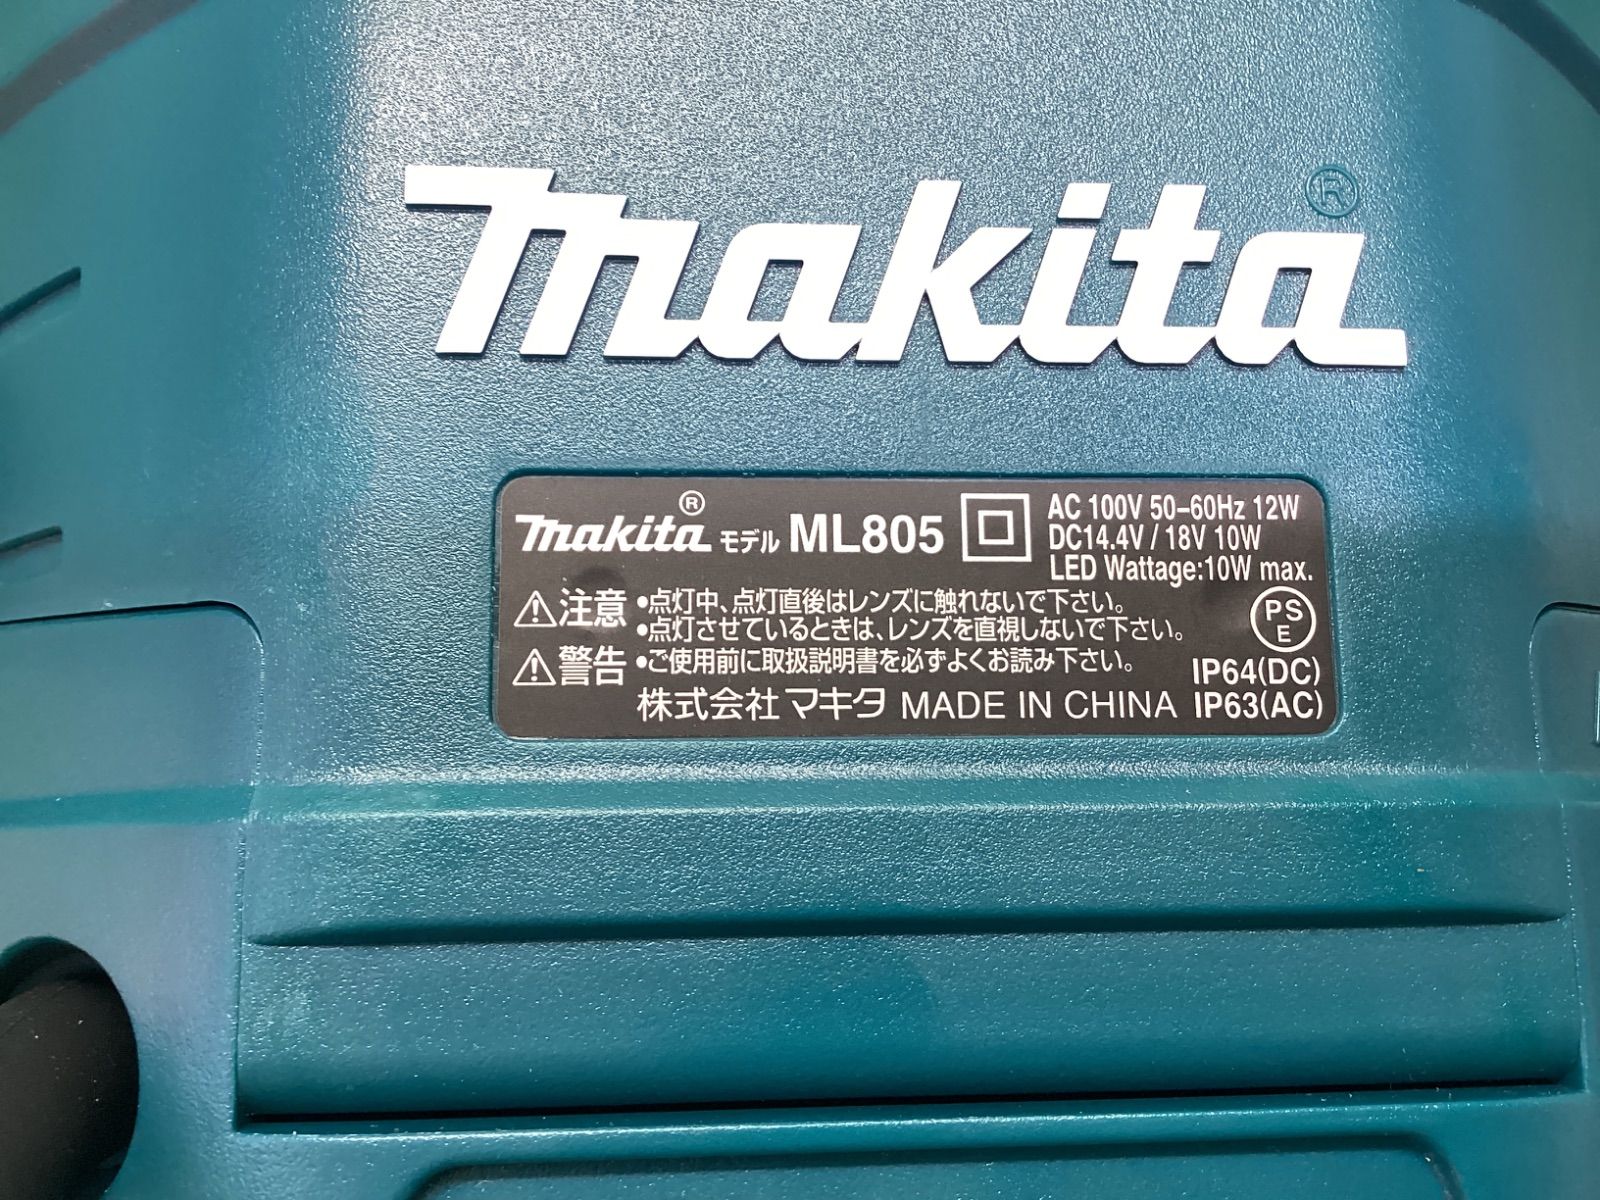 makita®
makita® モデル ML805
AC 100V 50-60Hz 12W
DC14.4V / 18V 10W
LED Wattage:10W max.
⚠注意 •点灯中、点灯直後はレンズに触れないで下さい。
•点灯させているときは、レンズを直視しないで下さい。
PS
E
⚠警告 •ご使用前に取扱説明書を必ずよくお読み下さい。
IP64(DC)
株式会社マキタ MADE IN CHINA IP63(AC)